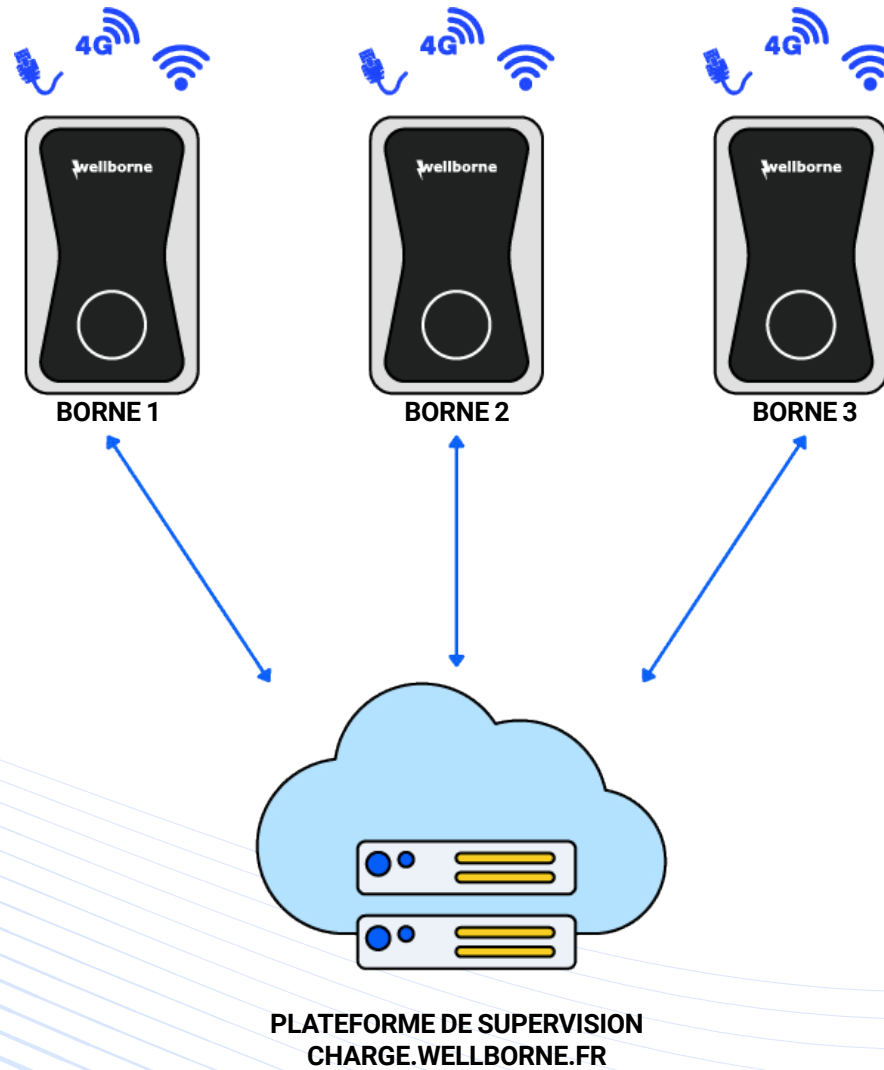 4G
4G
4G
wellborne
wellborne
wellborne
BORNE 1
BORNE 2
BORNE 3
PLATEFORME DE SUPERVISION
CHARGE.WELLBORNE.FR